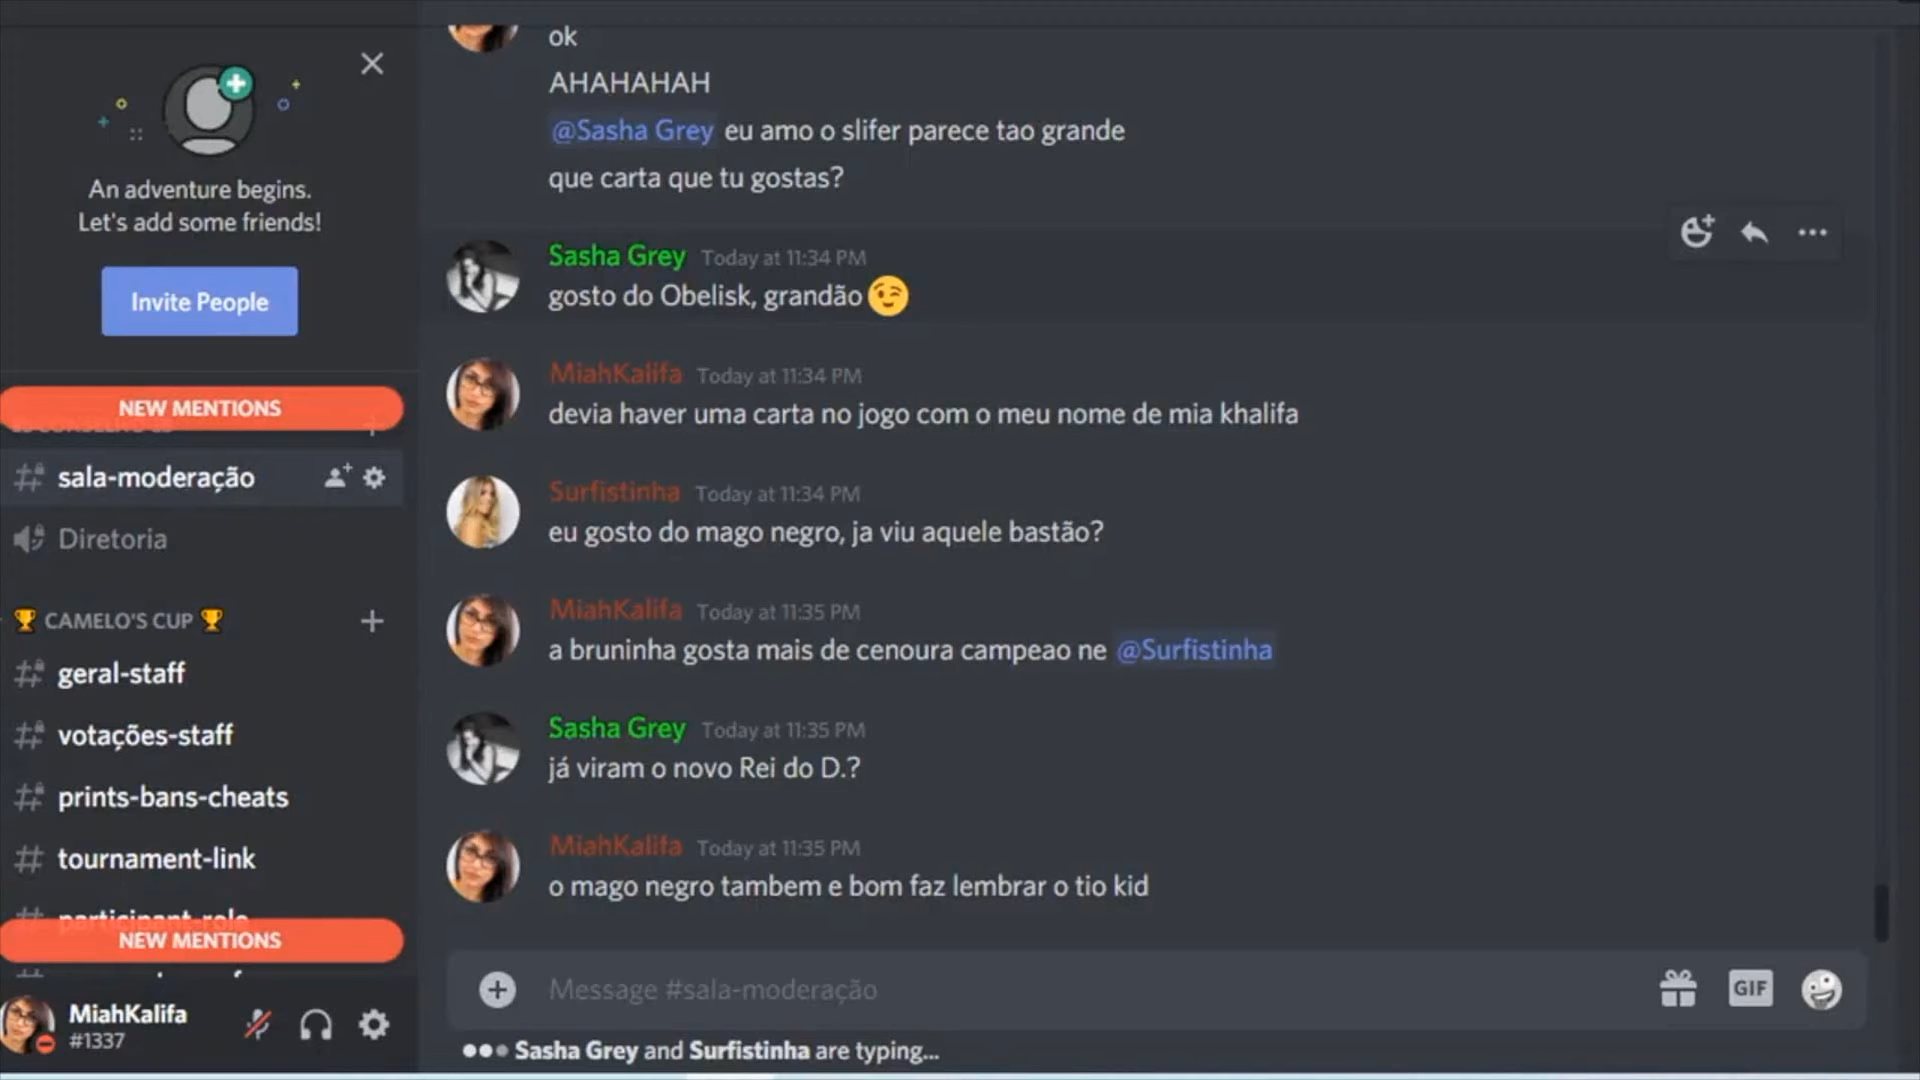 An adventure begins.
Let's add some friends!
Invite People
NEW MENTIONS
sala-moderação
Diretoria
CAMELO'S CUP
geral-staff
votações-staff
prints-bans-cheats
tournament-link
participant-role
NEW MENTIONS
MiahKalifa
#1337
ok
AHAHAHAH
@Sasha Grey eu amo o slifer parece tao grande
que carta que tu gostas?
Sasha Grey Today at 11:34 PM
gosto do Obelisk, grandão 😉
MiahKalifa Today at 11:34 PM
devia haver uma carta no jogo com o meu nome de mia khalifa
Surfistinha Today at 11:34 PM
eu gosto do mago negro, ja viu aquele bastão?
MiahKalifa Today at 11:35 PM
a bruninha gosta mais de cenoura campeao ne @Surfistinha
Sasha Grey Today at 11:35 PM
já viram o novo Rei do D.?
MiahKalifa Today at 11:35 PM
o mago negro tambem e bom faz lembrar o tio kid
Message #sala-moderação
GIF
Sasha Grey and Surfistinha are typing...